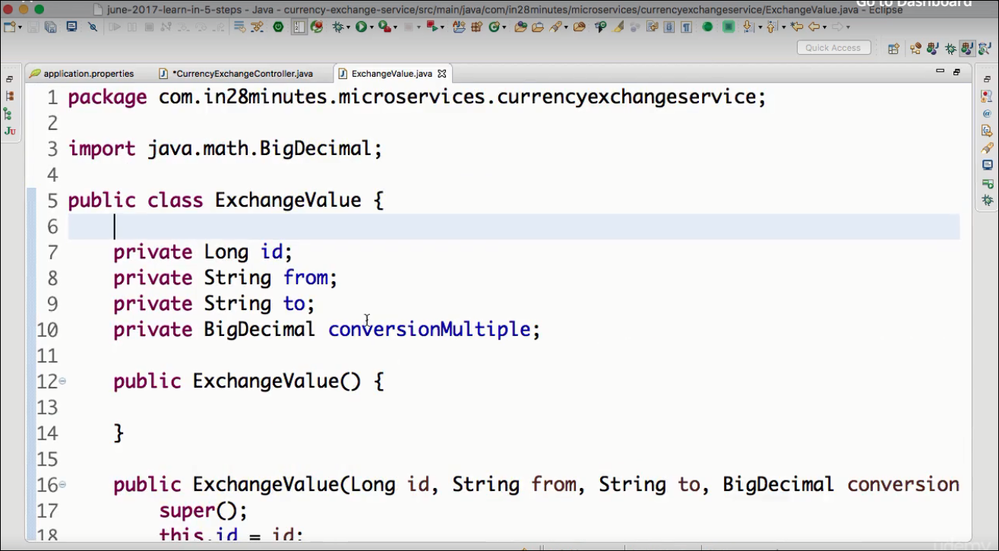 Go to Dashboard
june-2017-learn-in-5-steps - Java - currency-exchange-service/src/main/java/com/in28minutes/microservices/currencyexchangeservice/ExchangeValue.java - Eclipse
Quick Access
application.properties *CurrencyExchangeController.java ExchangeValue.java
1 package com.in28minutes.microservices.currencyexchangeservice;
2
3 import java.math.BigDecimal;
4
5 public class ExchangeValue {
6
7 private Long id;
8 private String from;
9 private String to;
10 private BigDecimal conversionMultiple;
11
12 public ExchangeValue() {
13
14 }
15
16 public ExchangeValue(Long id, String from, String to, BigDecimal conversion
17 super();
18 this.id = id;
udemy